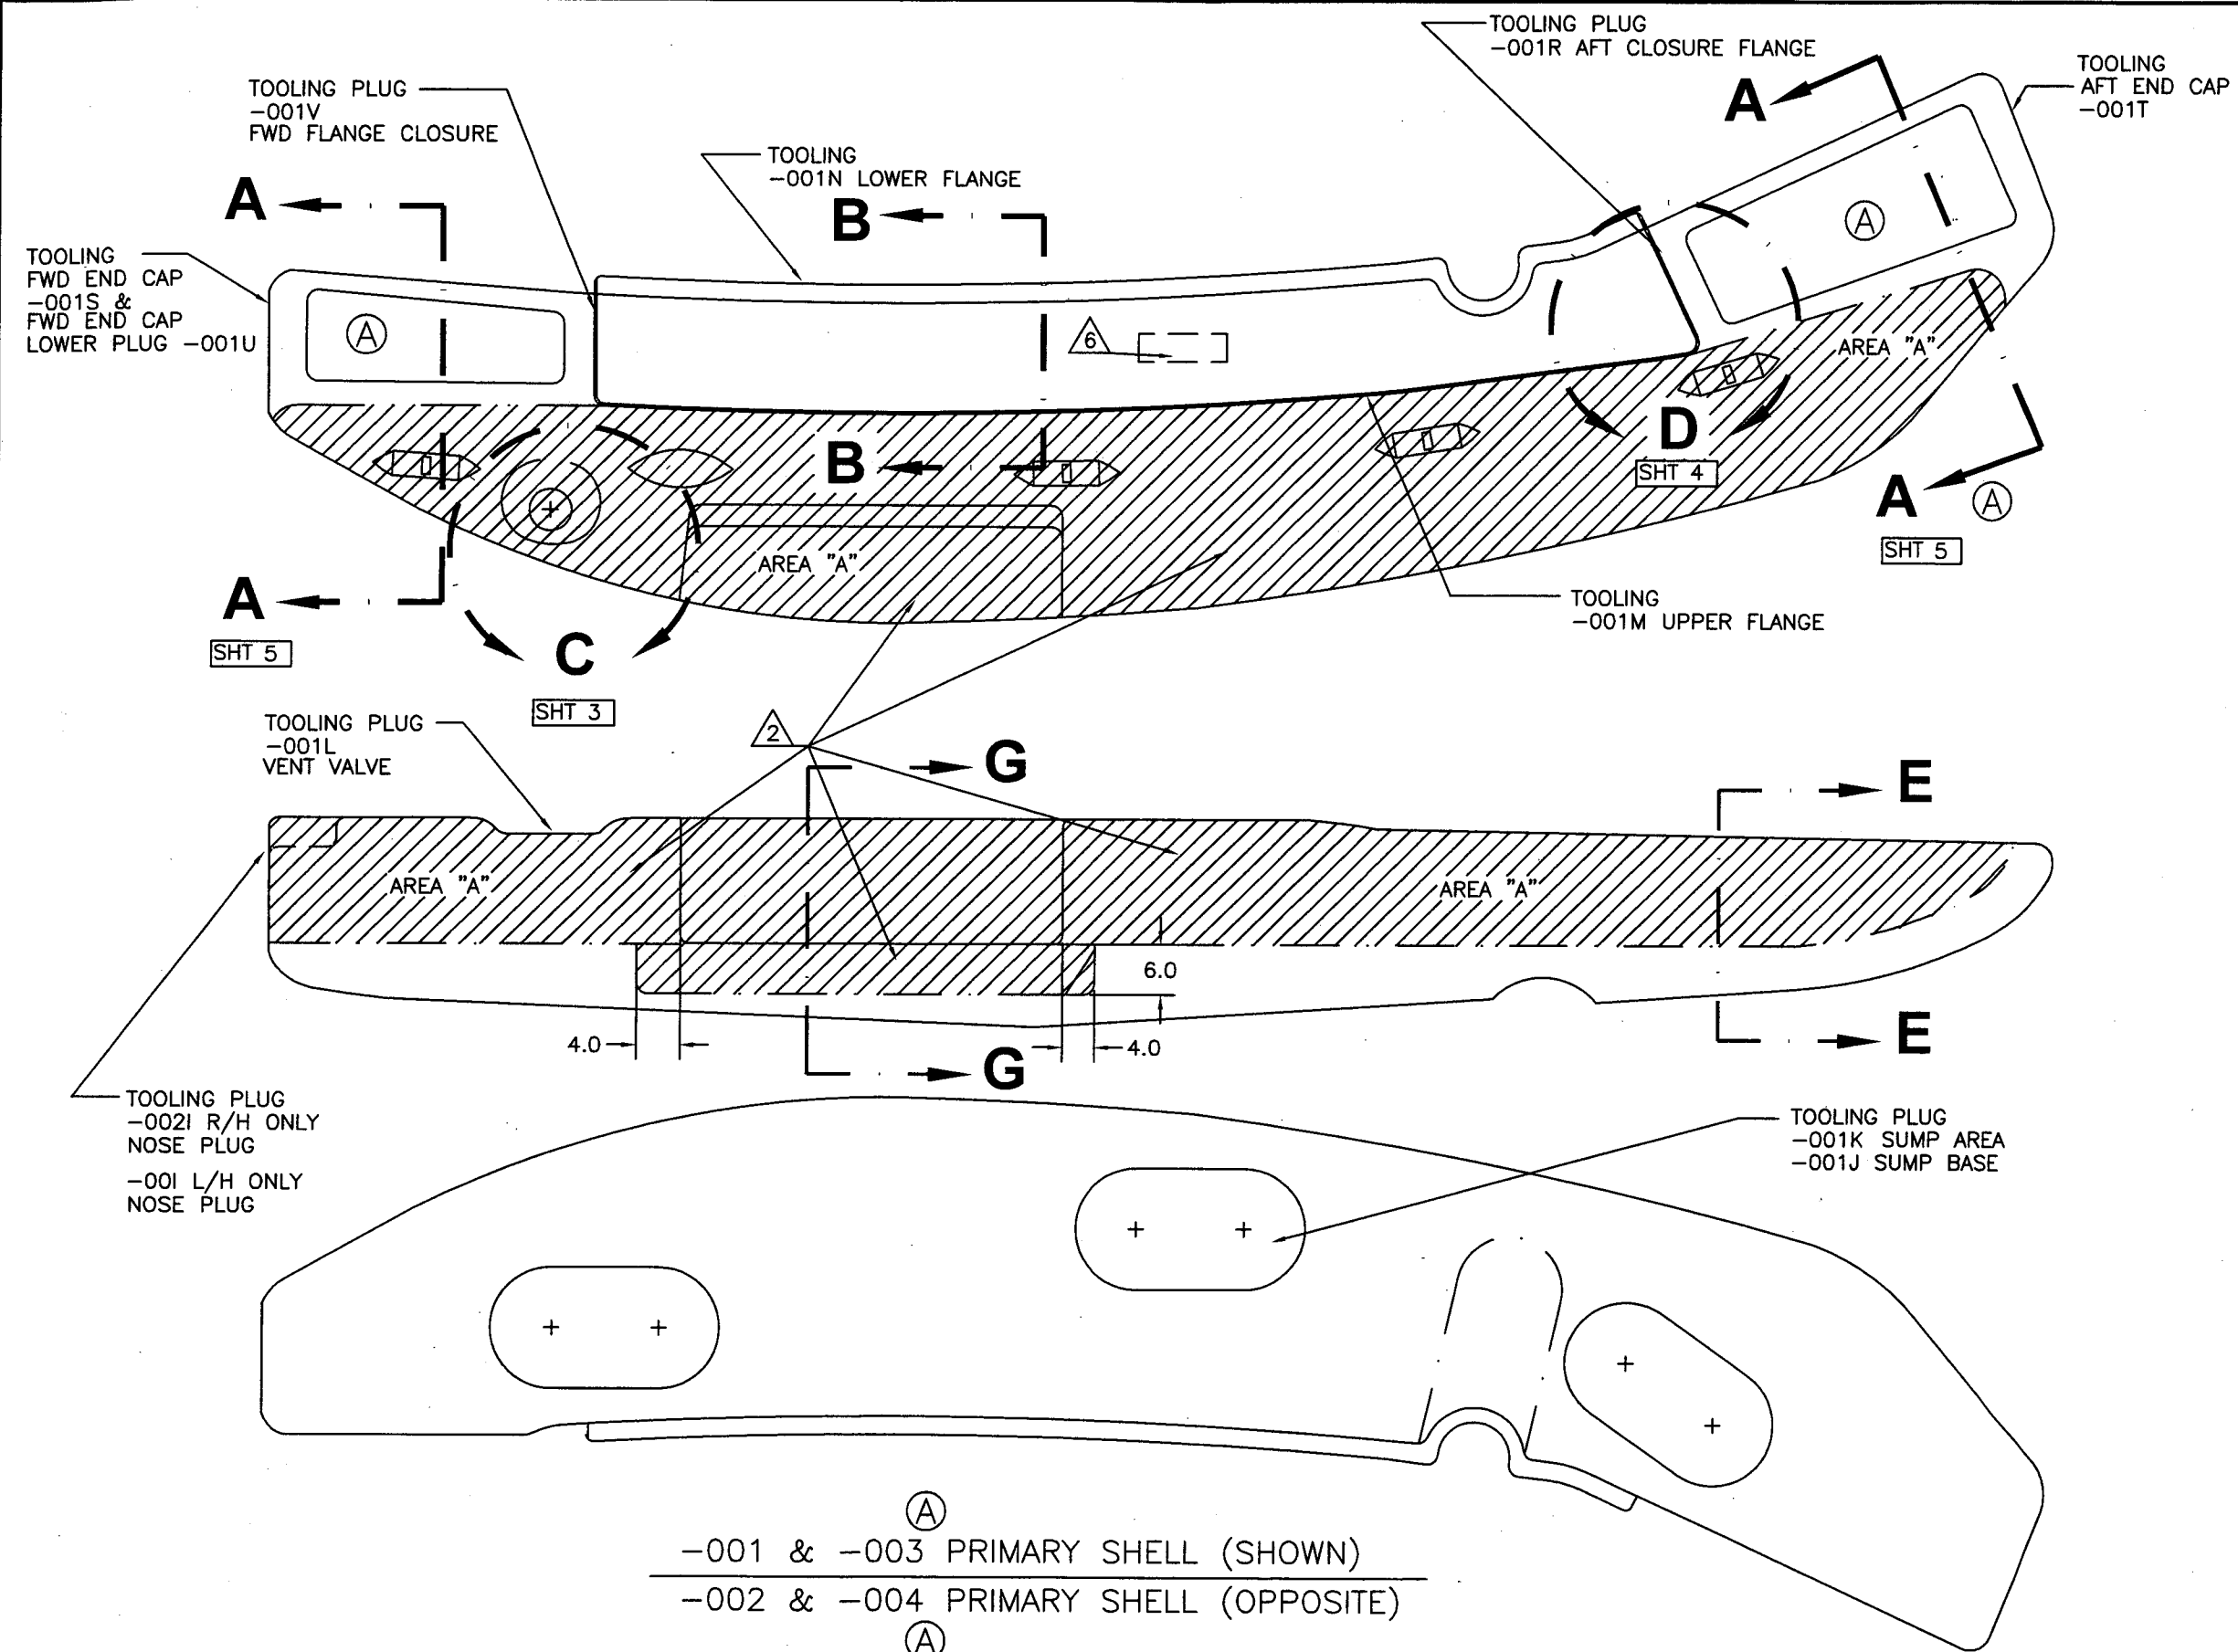 TOOLING PLUG
-001R AFT CLOSURE FLANGE
TOOLING
AFT END CAP
-001T
TOOLING PLUG
-001V
FWD FLANGE CLOSURE
A
TOOLING
-001N LOWER FLANGE
A
B
A
TOOLING
FWD END CAP
-001S &
FWD END CAP
LOWER PLUG -001U
A
6
AREA "A"
D
SHT 4
B
A
A
SHT 5
AREA "A"
A
SHT 5
C
SHT 3
TOOLING
-001M UPPER FLANGE
TOOLING PLUG
-001L
VENT VALVE
2
G
E
AREA "A"
AREA "A"
6.0
4.0
4.0
G
E
TOOLING PLUG
-002I R/H ONLY
NOSE PLUG
-00I L/H ONLY
NOSE PLUG
TOOLING PLUG
-001K SUMP AREA
-001J SUMP BASE
A
-001 & -003 PRIMARY SHELL (SHOWN)
-002 & -004 PRIMARY SHELL (OPPOSITE)
A